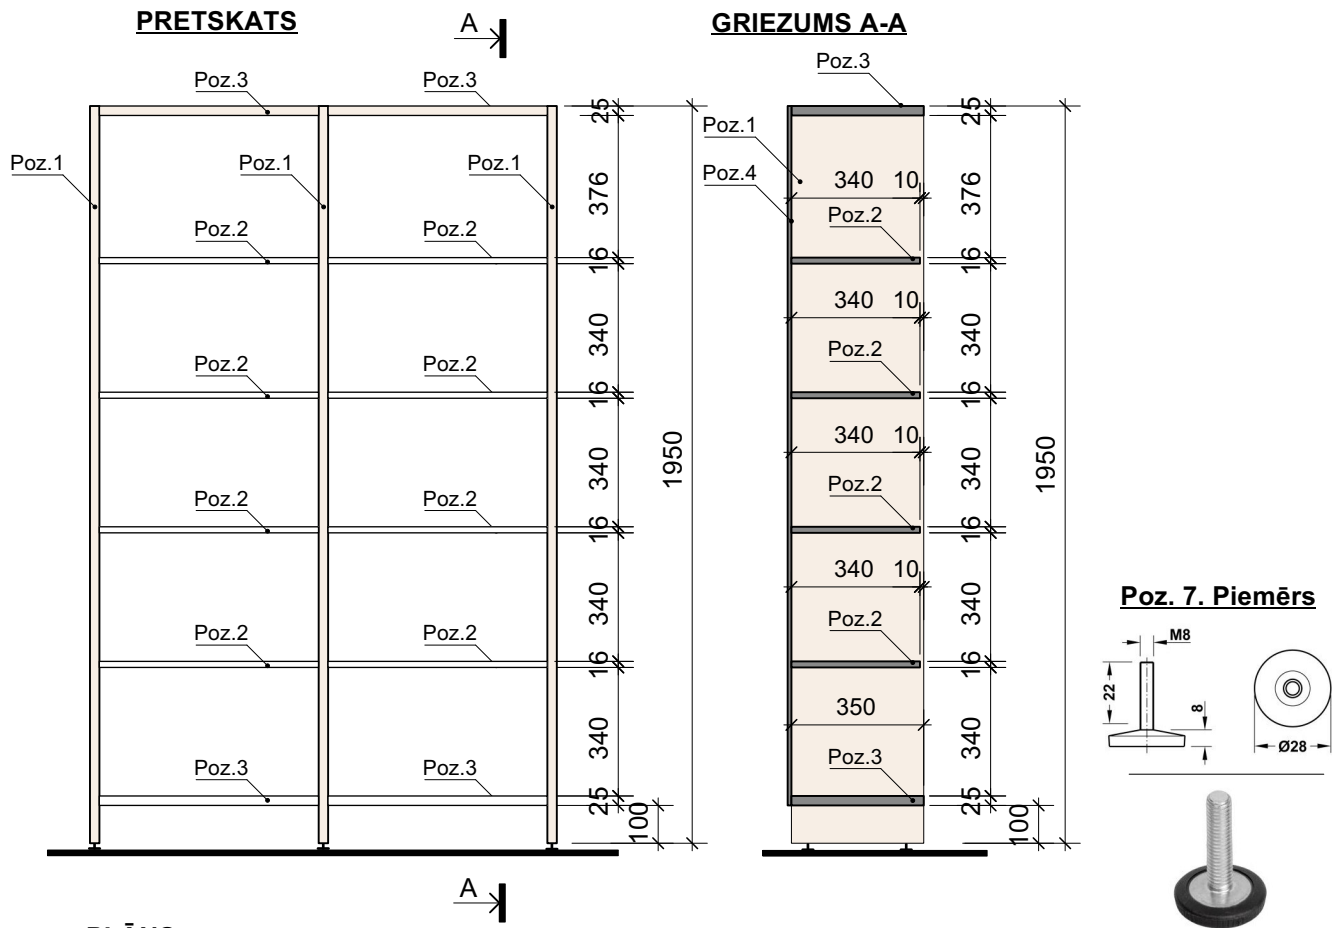 PRETSKATS
A
GRIEZUMS A-A
Poz.3
Poz.3
Poz.3
25
25
Poz.1
Poz.1
Poz.1
Poz.1
Poz.4
376
340 10
376
Poz.2
Poz.2
Poz.2
16
16
340
340 10
340
Poz.2
Poz.2
Poz.2
16
16
1950
340
340 10
340
1950
Poz.2
Poz.2
Poz.2
16
16
340
340 10
340
Poz. 7. Piemērs
M8
22
8
Ø28
Poz.2
Poz.2
Poz.2
16
16
340
350
340
Poz.3
Poz.3
Poz.3
25
25
100
100
A